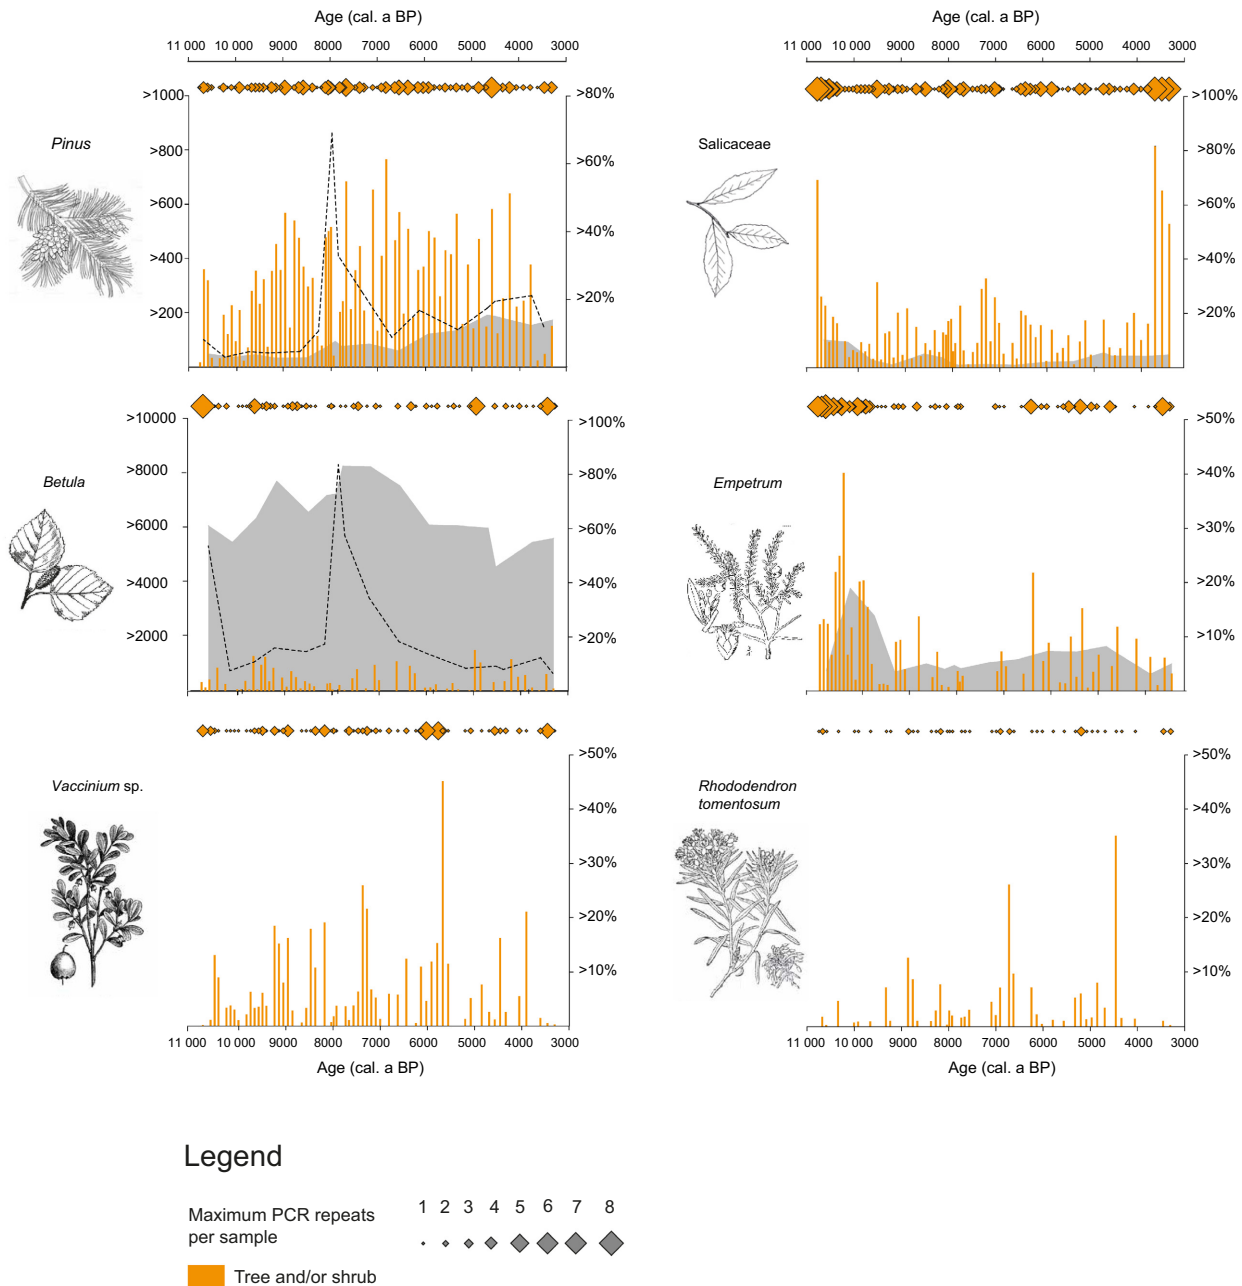 Age (cal. a BP)
11 000 10 000 9000 8000 7000 6000 5000 4000 3000
Age (cal. a BP)
11 000 10 000 9000 8000 7000 6000 5000 4000 3000
Pinus
>1000
>800
>600
>400
>200
>80%
>60%
>40%
>20%
Salicaceae
>100%
>80%
>60%
>40%
>20%
Betula
>10000
>8000
>6000
>4000
>2000
>100%
>80%
>60%
>40%
>20%
Empetrum
>50%
>40%
>30%
>20%
>10%
Vaccinium sp.
>50%
>40%
>30%
>20%
>10%
11 000 10 000 9000 8000 7000 6000 5000 4000 3000
Age (cal. a BP)
Rhododendron
tomentosum
>50%
>40%
>30%
>20%
>10%
11 000 10 000 9000 8000 7000 6000 5000 4000 3000
Age (cal. a BP)
Legend
Maximum PCR repeats
per sample
1 2 3 4 5 6 7 8
Tree and/or shrub